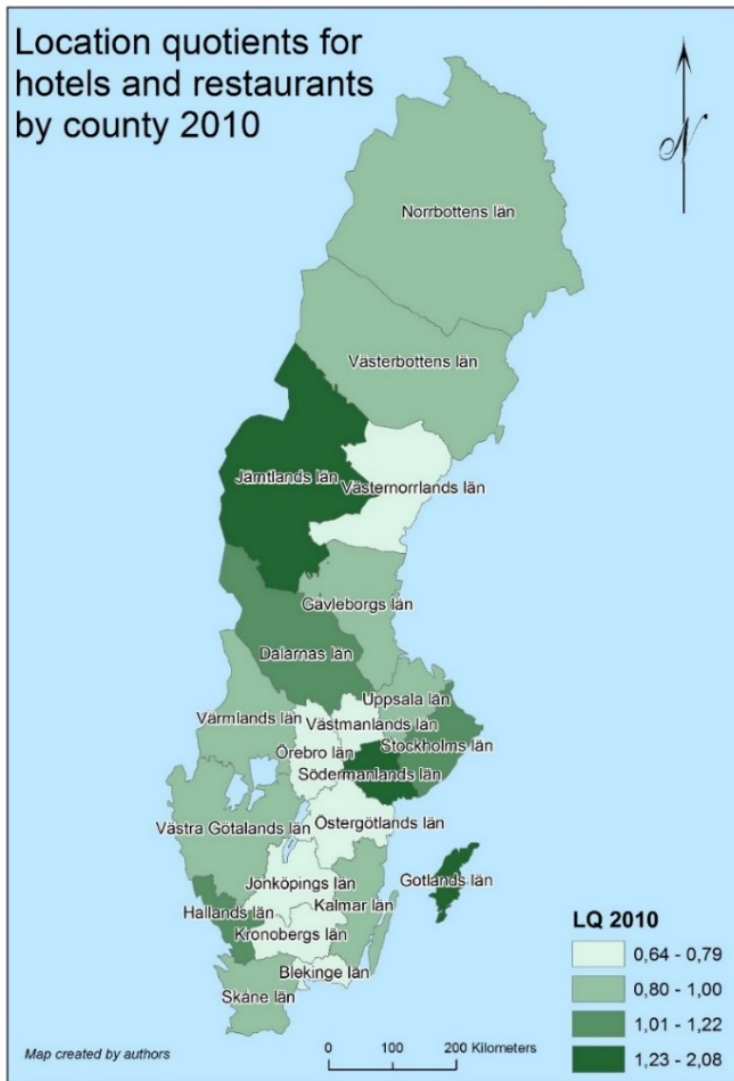 Location quotients for
hotels and restaurants
by county 2010
N
Norrbottens län
Västerbottens län
Jämtlands län
Västernorrlands län
Gävleborgs län
Dalarnas län
Uppsala län
Värmlands län
Västmanlands län
Stockholms län
Örebro län
Södermanlands län
Västra Götalands län
Östergötlands län
Gotlands län
Jönköpings län
Kalmar län
Hallands län
Kronobergs län
Blekinge län
Skåne län
LQ 2010
0,64 - 0,79
0,80 - 1,00
1,01 - 1,22
1,23 - 2,08
Map created by authors
0 100 200 Kilometers